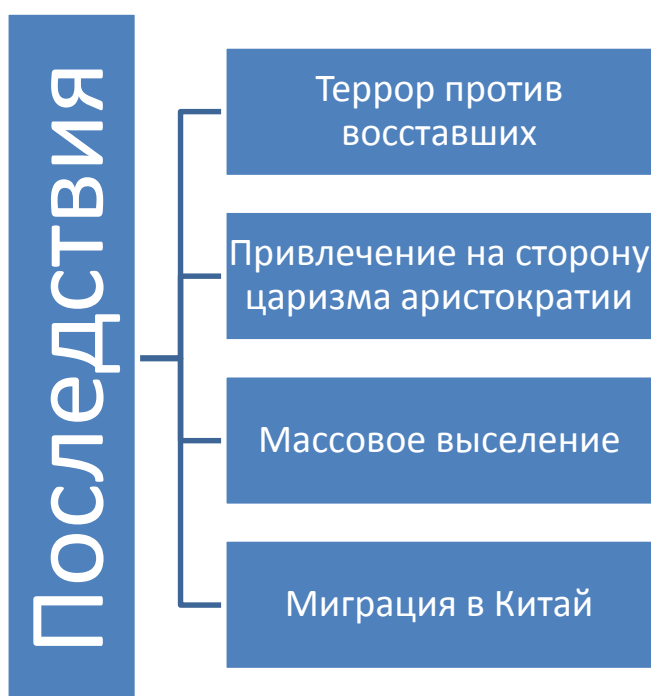 Последствия
Террор против
восставших
Привлечение на сторону
царизма аристократии
Массовое выселение
Миграция в Китай